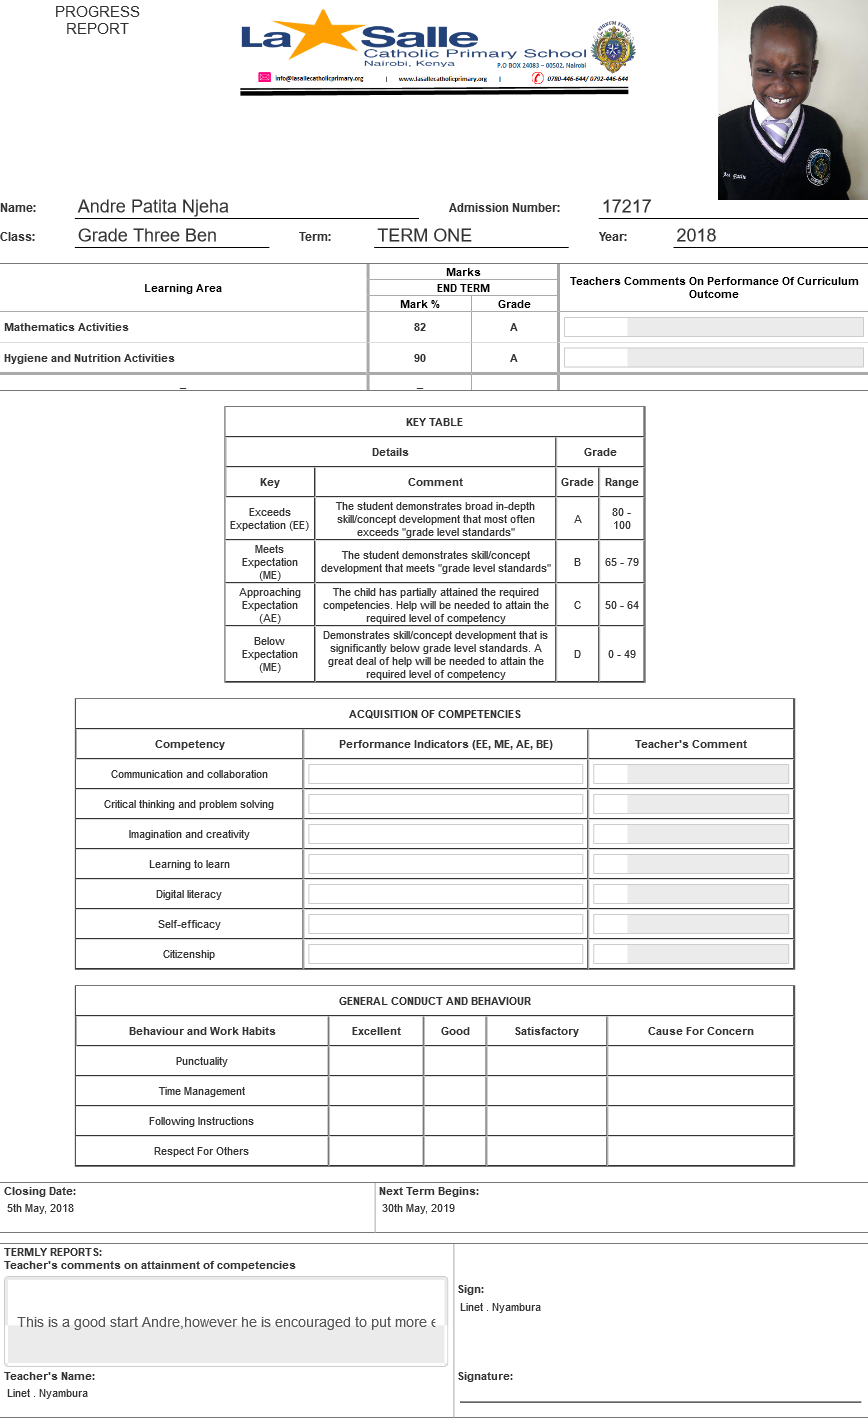 PROGRESS
REPORT
La Salle
Catholic Primary School
Nairobi, Kenya
P.O BOX 24083 – 00502, Nairobi
info@lasallecatholicprimary.org | www.lasallecatholicprimary.org | 0780-446-644/ 0792-446-644
Name: Andre Patita Njeha Admission Number: 17217
Class: Grade Three Ben Term: TERM ONE Year: 2018
Learning Area Marks Teachers Comments On Performance Of Curriculum Outcome
END TERM
Mark % Grade
Mathematics Activities 82 A
Hygiene and Nutrition Activities 90 A
_ _
KEY TABLE
Details Grade
Key Comment Grade Range
Exceeds Expectation (EE) The student demonstrates broad in-depth skill/concept development that most often exceeds "grade level standards" A 80 - 100
Meets Expectation (ME) The student demonstrates skill/concept development that meets "grade level standards" B 65 - 79
Approaching Expectation (AE) The child has partially attained the required competencies. Help will be needed to attain the required level of competency C 50 - 64
Below Expectation (ME) Demonstrates skill/concept development that is significantly below grade level standards. A great deal of help will be needed to attain the required level of competency D 0 - 49
ACQUISITION OF COMPETENCIES
Competency Performance Indicators (EE, ME, AE, BE) Teacher's Comment
Communication and collaboration
Critical thinking and problem solving
Imagination and creativity
Learning to learn
Digital literacy
Self-efficacy
Citizenship
GENERAL CONDUCT AND BEHAVIOUR
Behaviour and Work Habits Excellent Good Satisfactory Cause For Concern
Punctuality
Time Management
Following Instructions
Respect For Others
Closing Date: Next Term Begins:
5th May, 2018 30th May, 2019
TERMLY REPORTS:
Teacher's comments on attainment of competencies
This is a good start Andre,however he is encouraged to put more
Sign:
Linet . Nyambura
Teacher's Name: Signature:
Linet . Nyambura